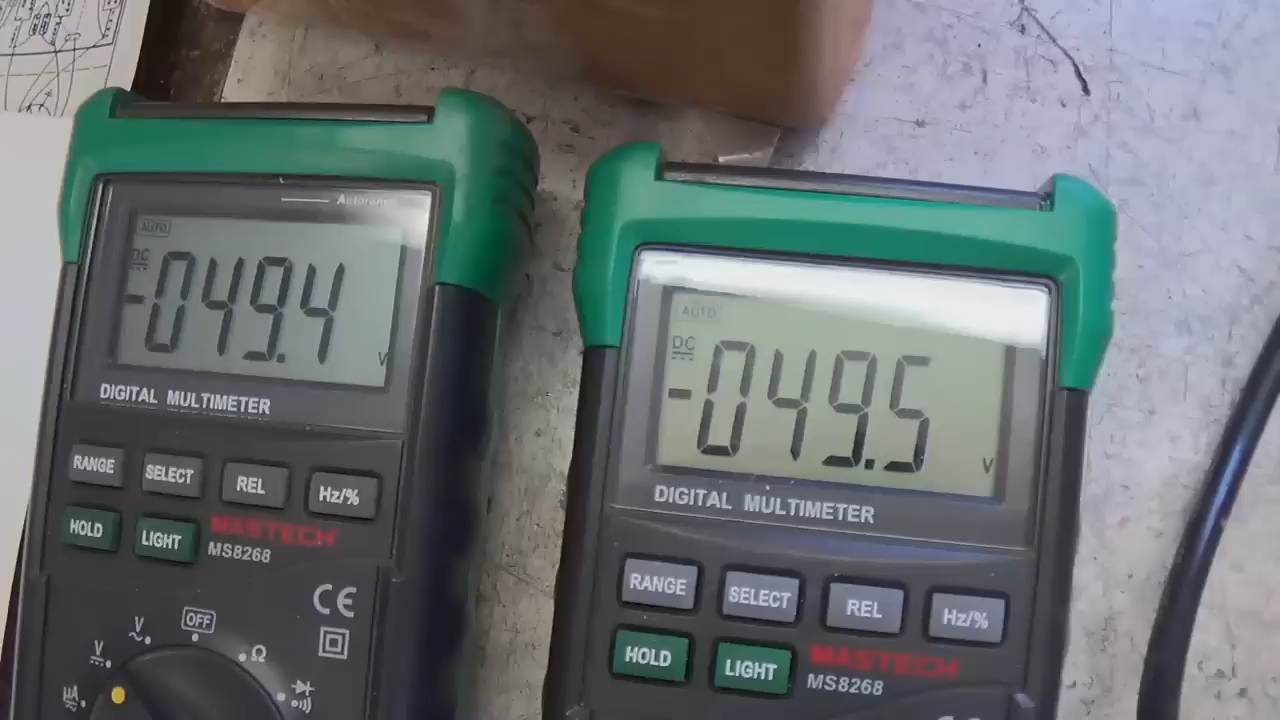 Autorange
AUTO
DC
-049.4
V
DIGITAL MULTIMETER
RANGE
SELECT
REL
Hz/%
HOLD
LIGHT
MASTECH
MS8268
CE
OFF
V
V
Ω
μA
AUTO
DC
-049.5
V
DIGITAL MULTIMETER
RANGE
SELECT
REL
Hz/%
HOLD
LIGHT
MASTECH
MS8268